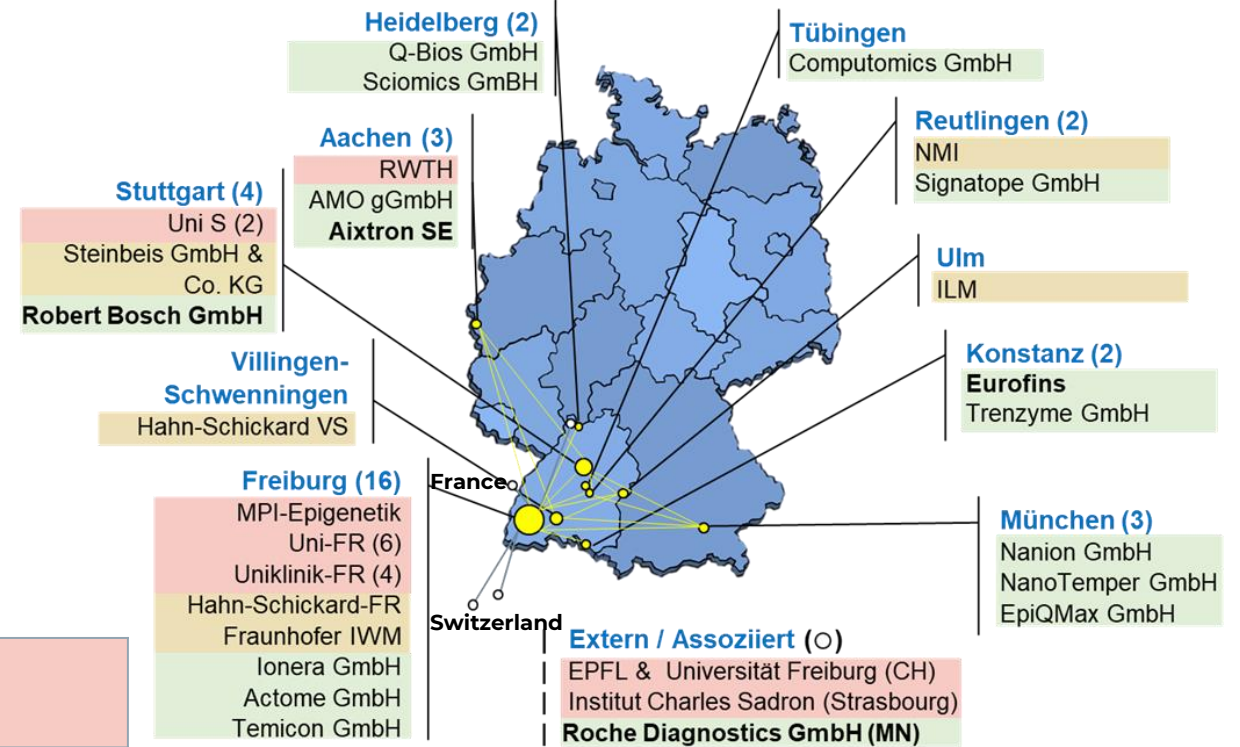 Heidelberg (2)
Q-Bios GmbH
Sciomics GmBH
Tübingen
Computomics GmbH
Aachen (3)
RWTH
AMO gGmbH
Aixtron SE
Reutlingen (2)
NMI
Signatope GmbH
Stuttgart (4)
Uni S (2)
Steinbeis GmbH &
Co. KG
Robert Bosch GmbH
Ulm
ILM
Villingen-
Schwenningen
Hahn-Schickard VS
Konstanz (2)
Eurofins
Trenzyme GmbH
Freiburg (16)
MPI-Epigenetik
Uni-FR (6)
Uniklinik-FR (4)
Hahn-Schickard-FR
Fraunhofer IWM
Ionera GmbH
Actome GmbH
Temicon GmbH
France
Switzerland
München (3)
Nanion GmbH
NanoTemper GmbH
EpiQMax GmbH
Extern / Assoziiert (○)
EPFL & Universität Freiburg (CH)
Institut Charles Sadron (Strasbourg)
Roche Diagnostics GmbH (MN)